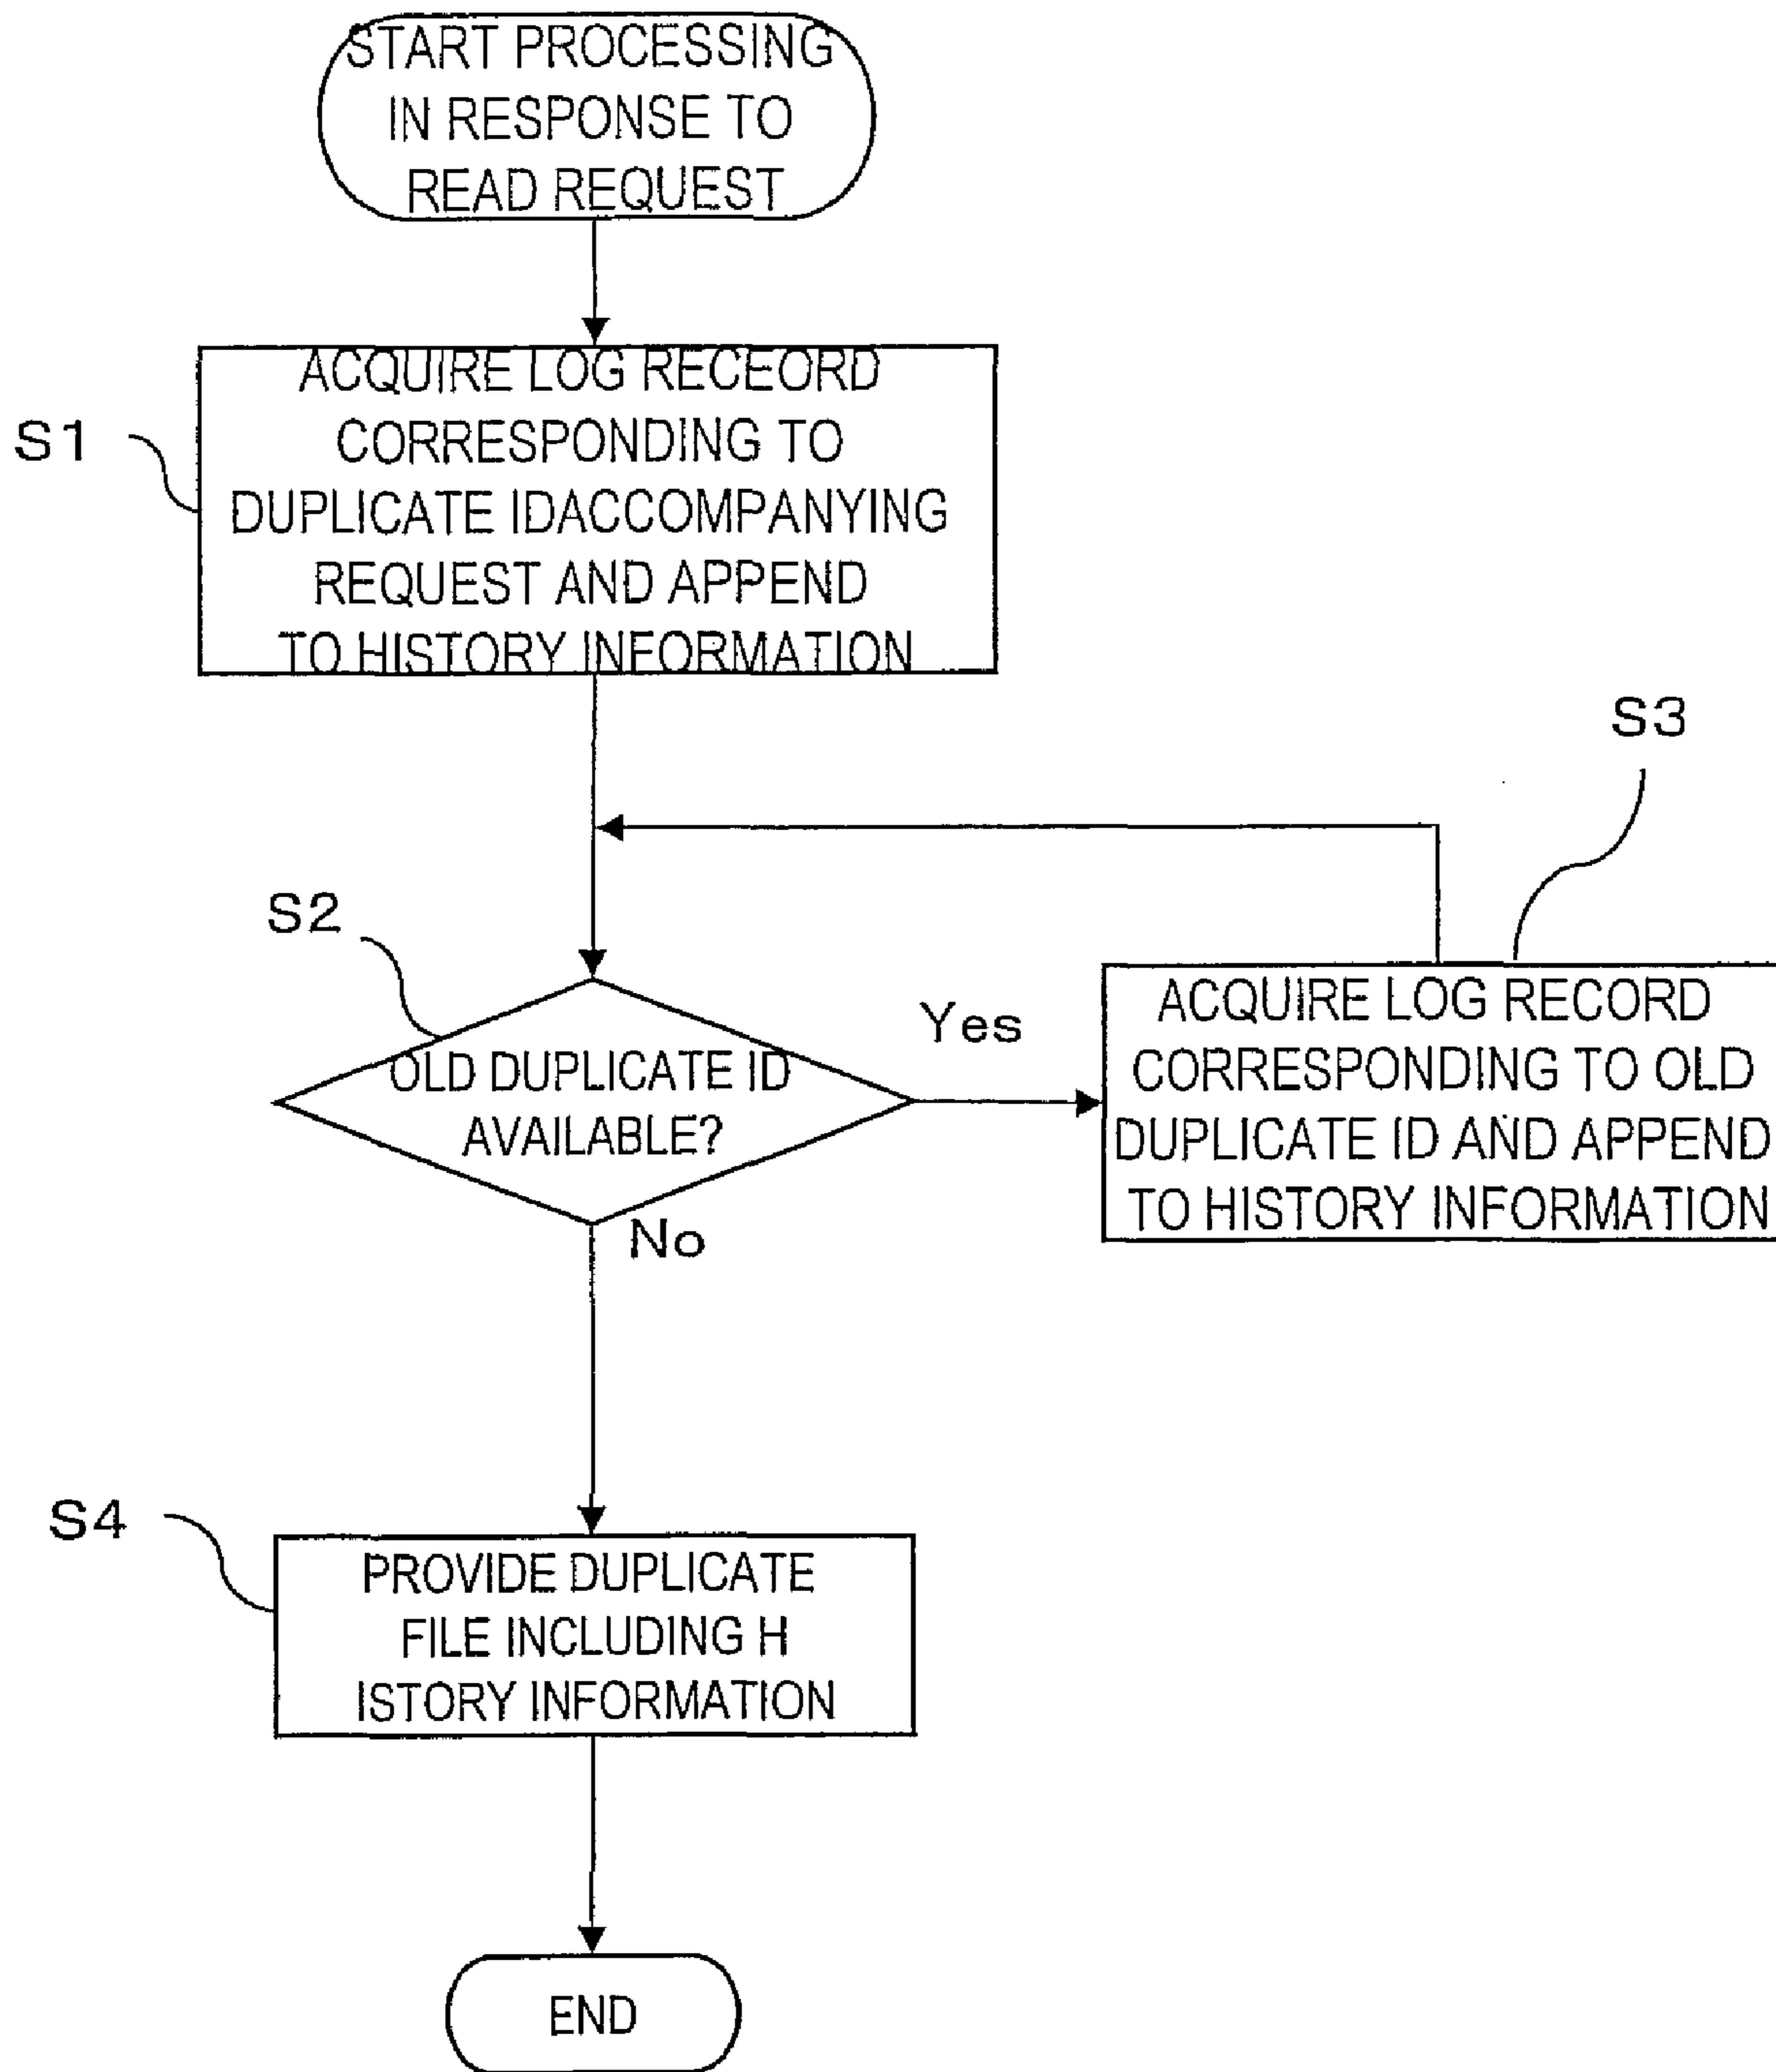 START PROCESSING
IN RESPONSE TO
READ REQUEST
S1
ACQUIRE LOG RECEORD
CORRESPONDING TO
DUPLICATE IDACCOMPANYING
REQUEST AND APPEND
TO HISTORY INFORMATION
S2
OLD DUPLICATE ID
AVAILABLE?
Yes
No
S3
ACQUIRE LOG RECORD
CORRESPONDING TO OLD
DUPLICATE ID AND APPEND
TO HISTORY INFORMATION
S4
PROVIDE DUPLICATE
FILE INCLUDING H
ISTORY INFORMATION
END